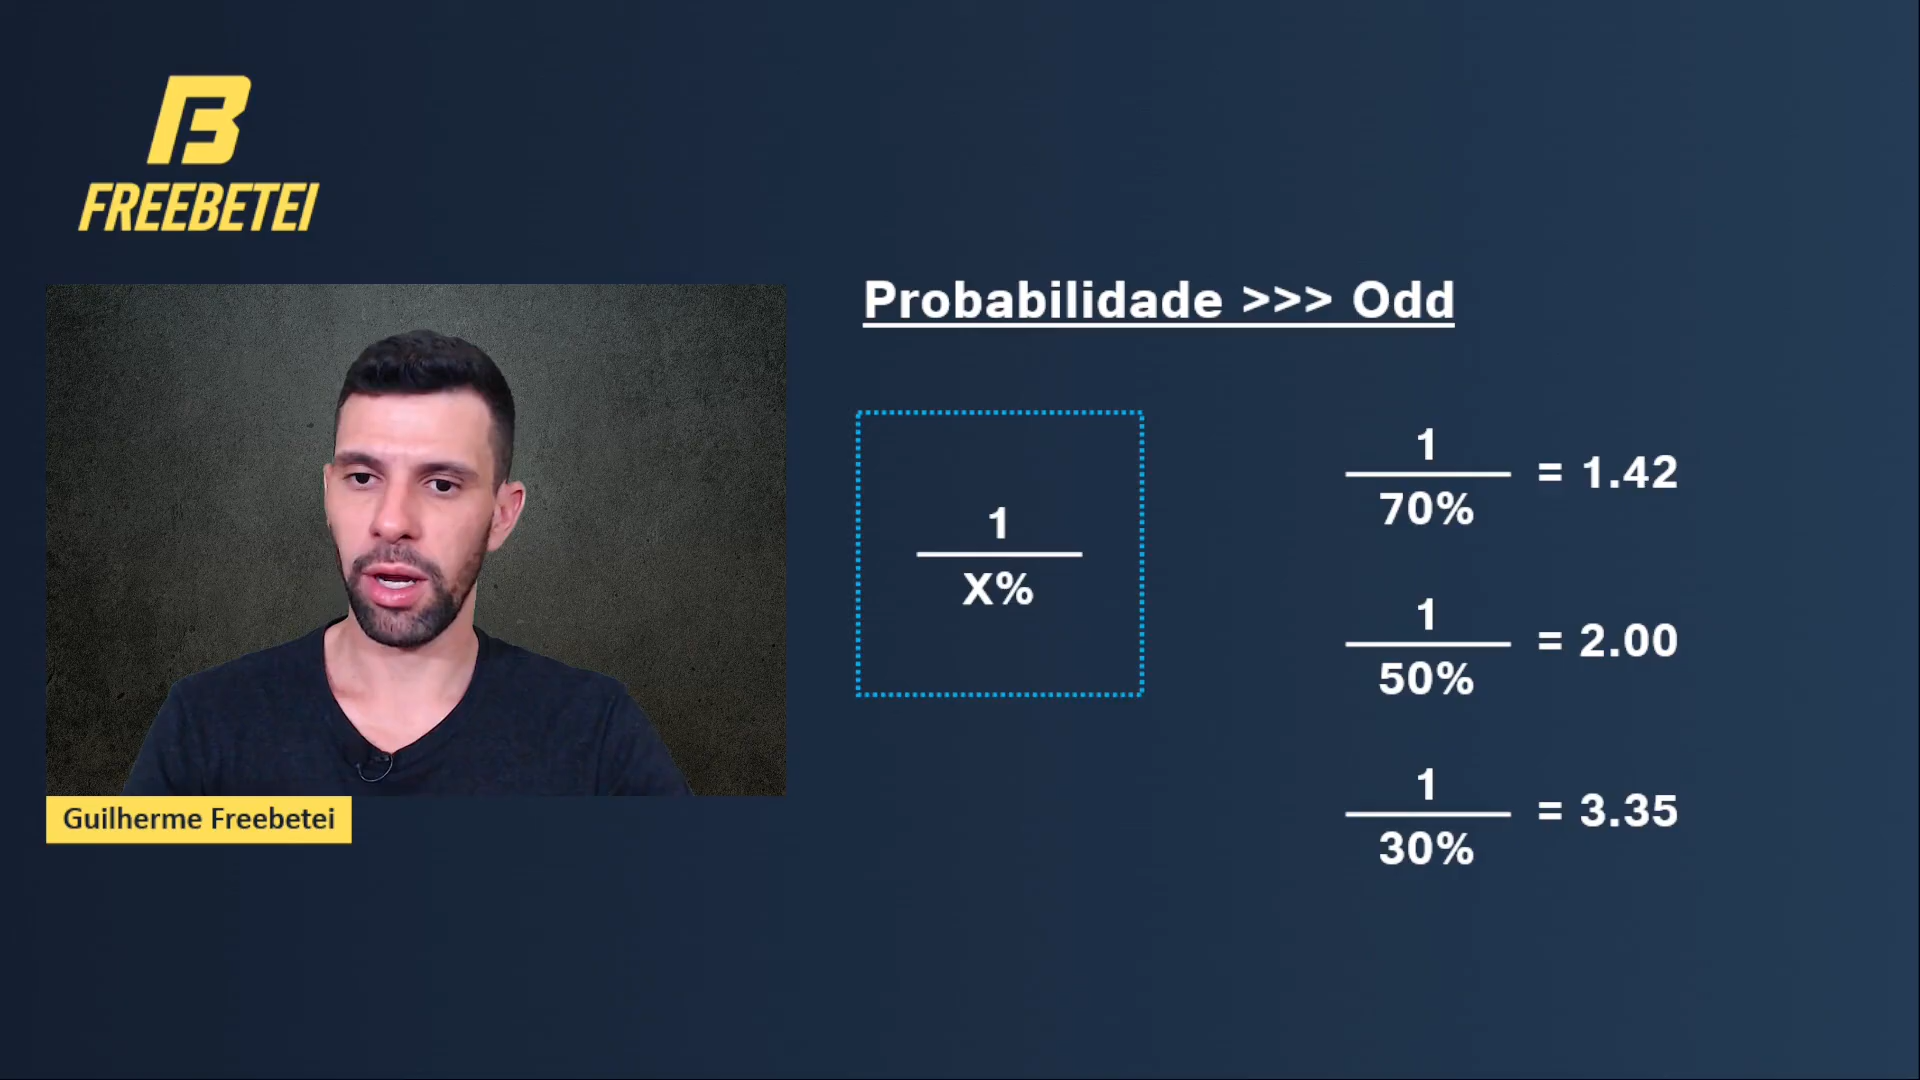 FREEBETEI
Probabilidade >>> Odd
1
X%
1
70%
= 1.42
1
50%
= 2.00
1
30%
= 3.35
Guilherme Freebetei